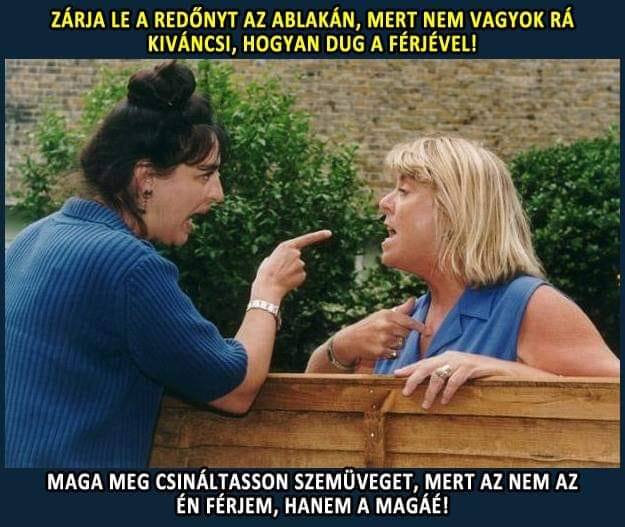 ZÁRJA LE A REDŐNYT AZ ABLAKÁN, MERT NEM VAGYOK RÁ
KIVÁNCSI, HOGYAN DUG A FÉRJÉVEL!
MAGA MEG CSINÁLTASSON SZEMÜVEGET, MERT AZ NEM AZ
ÉN FÉRJEM, HANEM A MAGÁÉ!